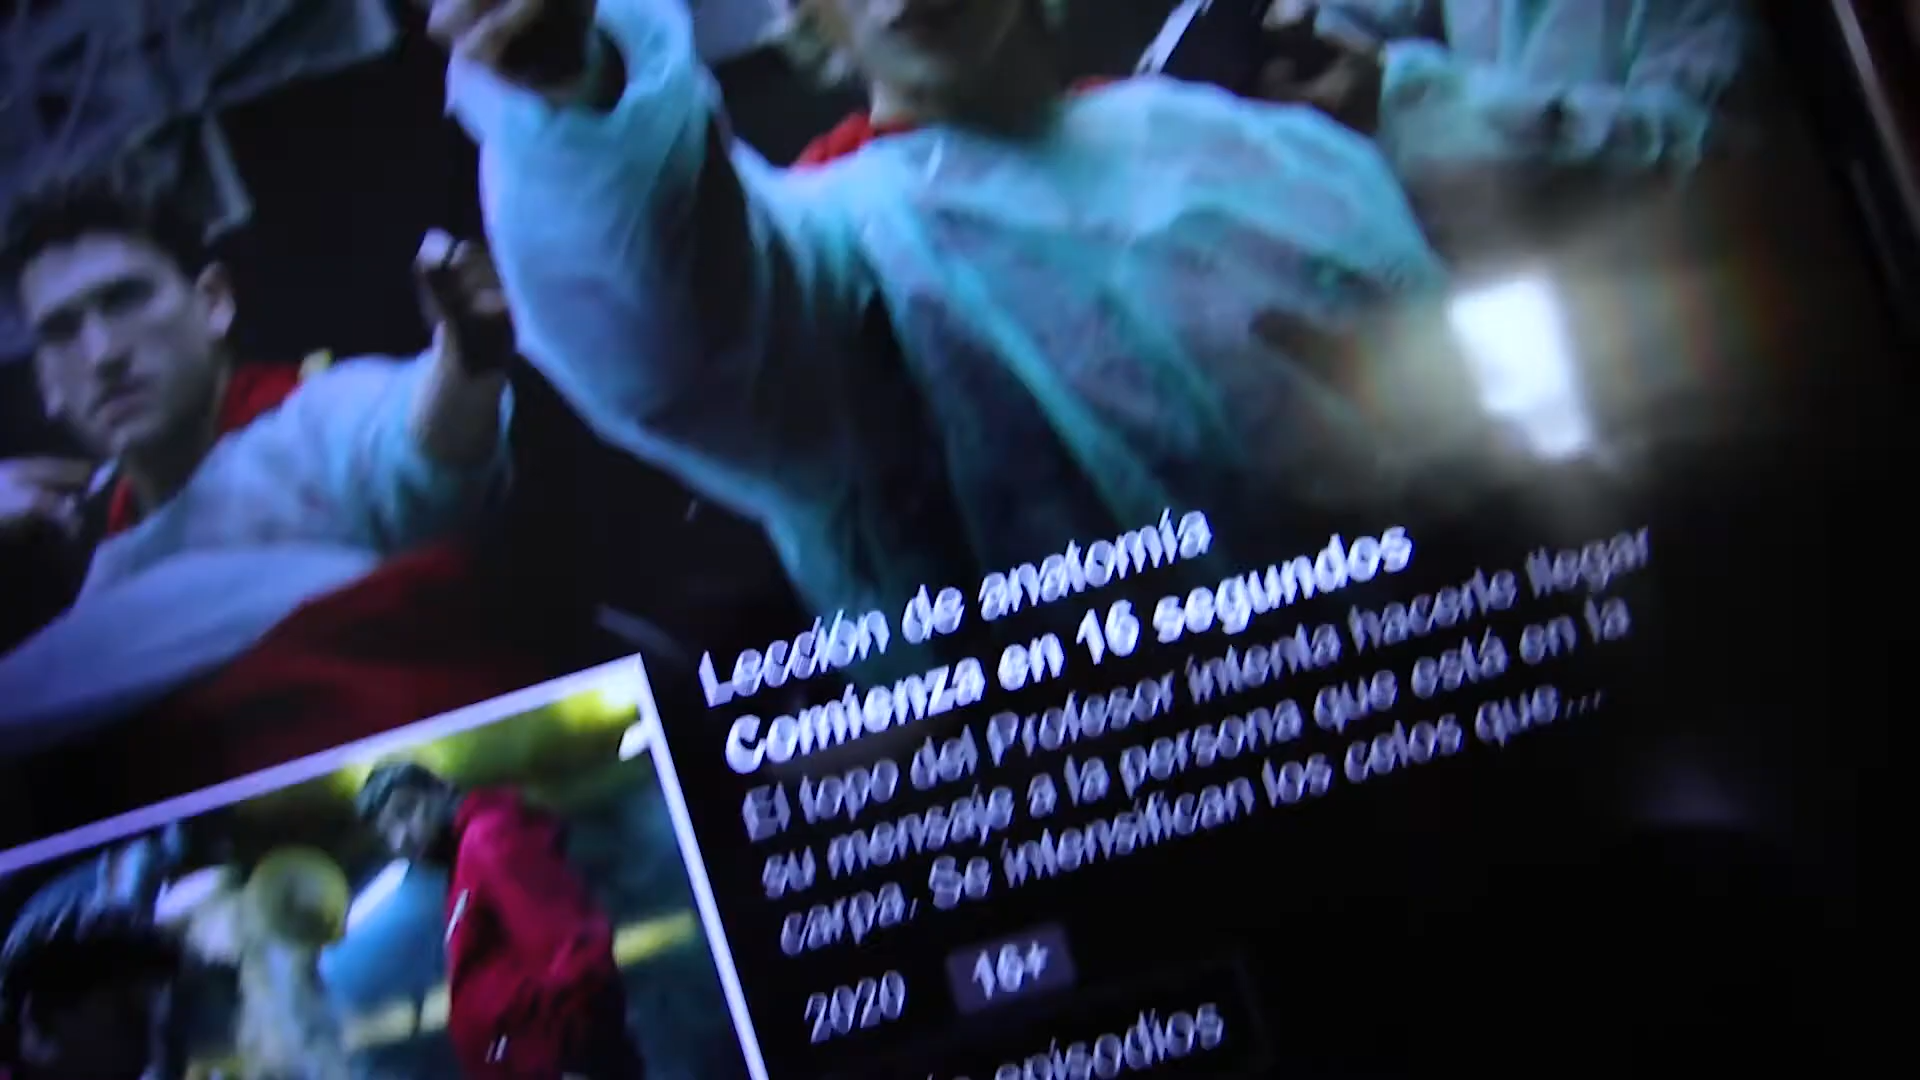 Lección de anatomía
Comienza en 16 segundos
El topo del Profesor intenta hacerle llegar
su mensaje a la persona que está en la
carpa. Se intensifican los celos que...
2020 16+
episodios